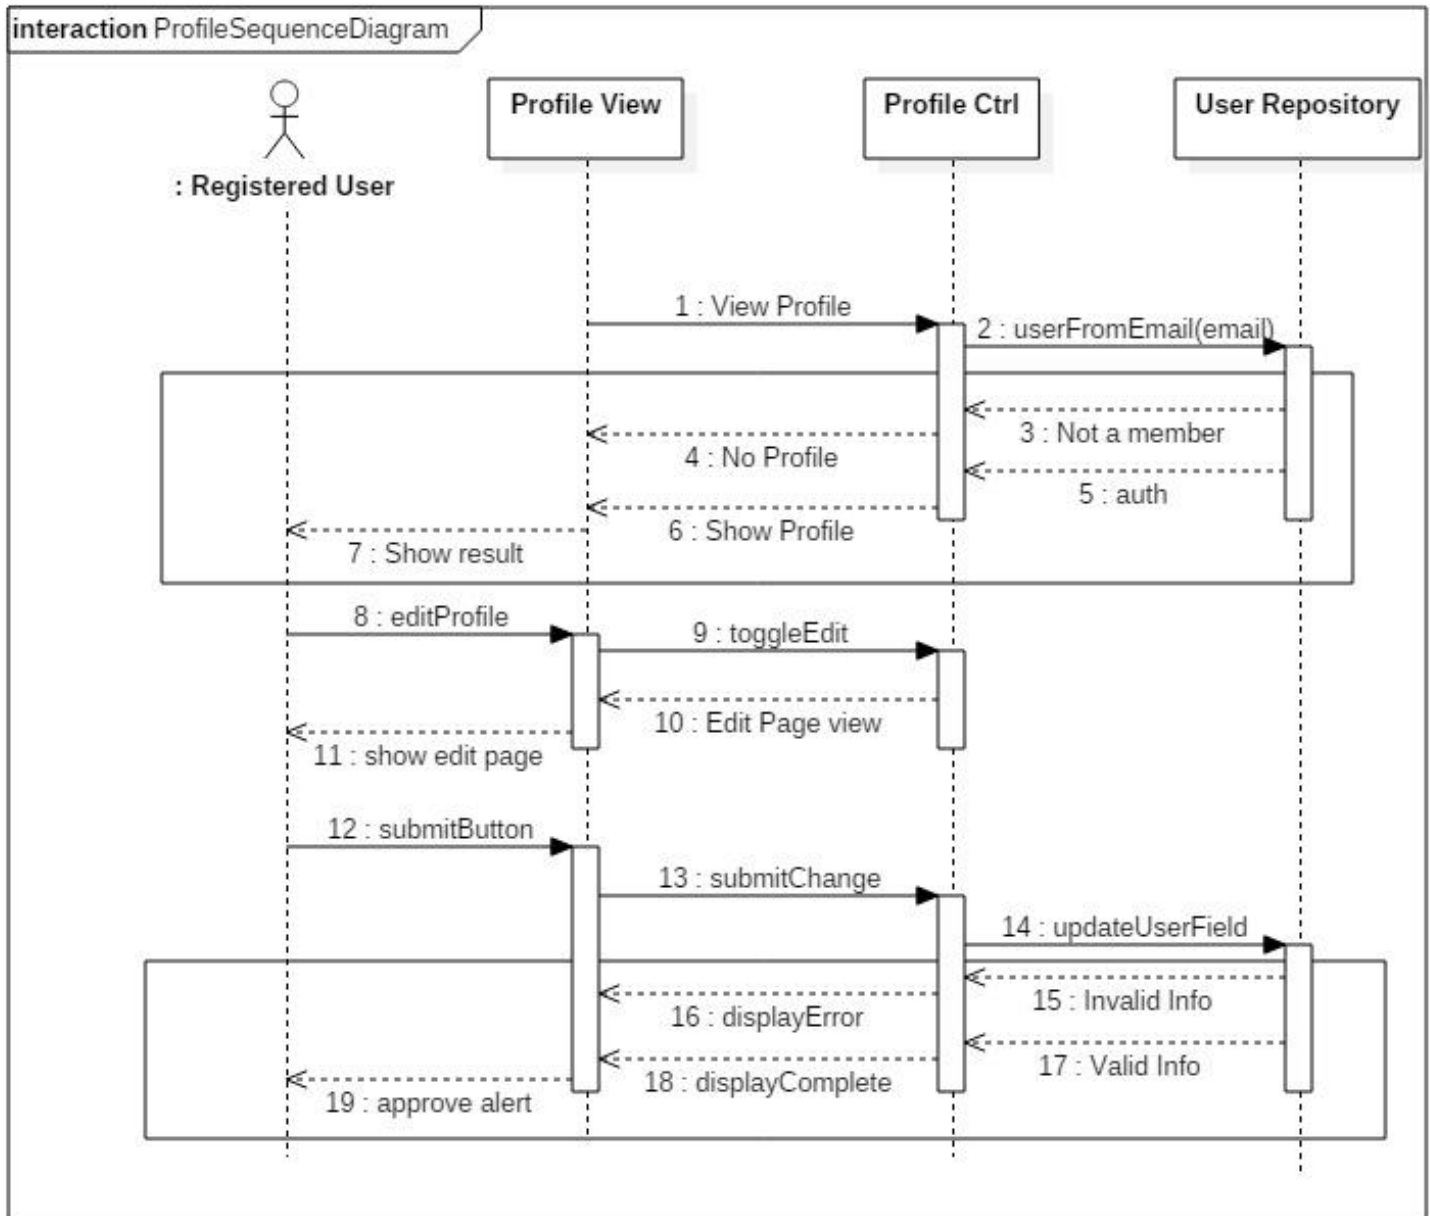 interaction ProfileSequenceDiagram
Profile View
Profile Ctrl
User Repository
: Registered User
1 : View Profile
2 : userFromEmail(email)
3 : Not a member
4 : No Profile
5 : auth
6 : Show Profile
7 : Show result
8 : editProfile
9 : toggleEdit
10 : Edit Page view
11 : show edit page
12 : submitButton
13 : submitChange
14 : updateUserField
15 : Invalid Info
16 : displayError
17 : Valid Info
18 : displayComplete
19 : approve alert